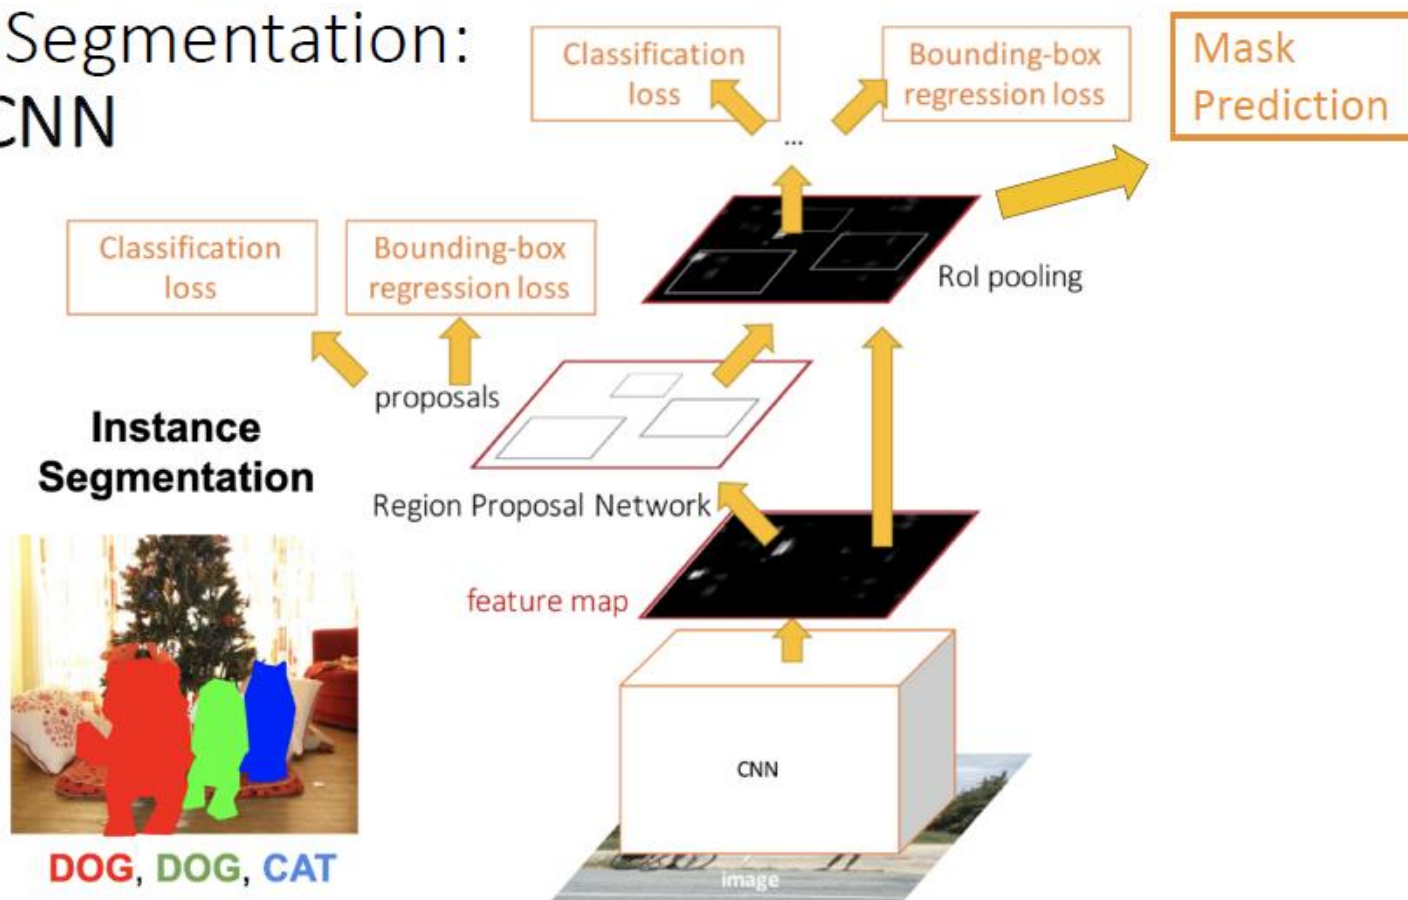 Segmentation:
CNN
Classification
loss
Bounding-box
regression loss
Mask
Prediction
...
Classification
loss
Bounding-box
regression loss
RoI pooling
proposals
Instance
Segmentation
Region Proposal Network
feature map
CNN
image
DOG, DOG, CAT